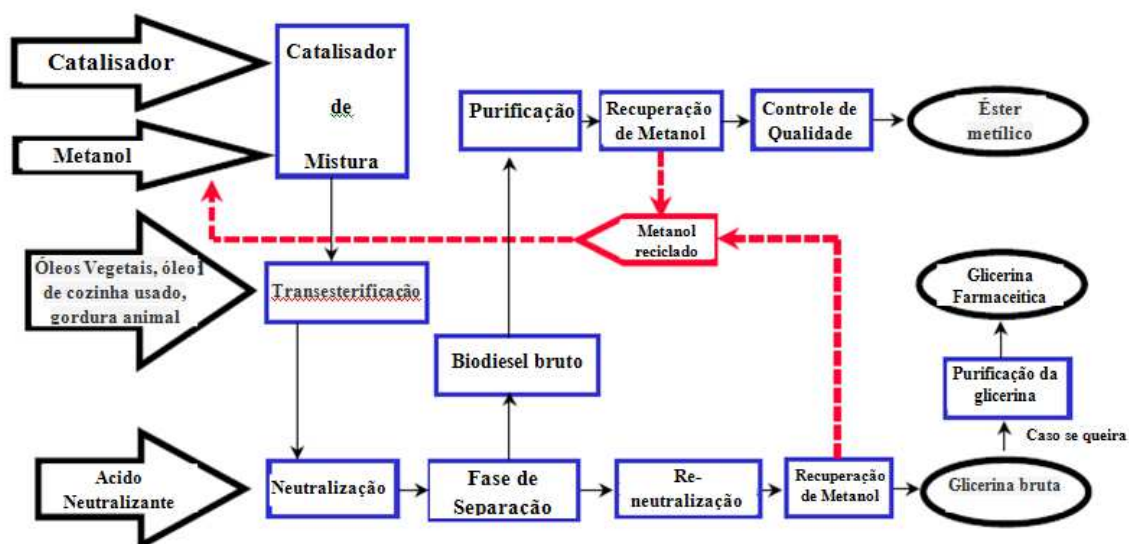 Catalisador
Catalisador
de
Mistura
Metanol
Purificação
Recuperação
de Metanol
Controle de
Qualidade
Éster
metílico
Metanol
reciclado
Óleos Vegetais, óleo
de cozinha usado,
gordura animal
Transesterificação
Glicerina
Farmaceítica
Biodiesel bruto
Purificação da
glicerina
Caso se queira
Acido
Neutralizante
Neutralização
Fase de
Separação
Re-
neutralização
Recuperação
de Metanol
Glicerina bruta